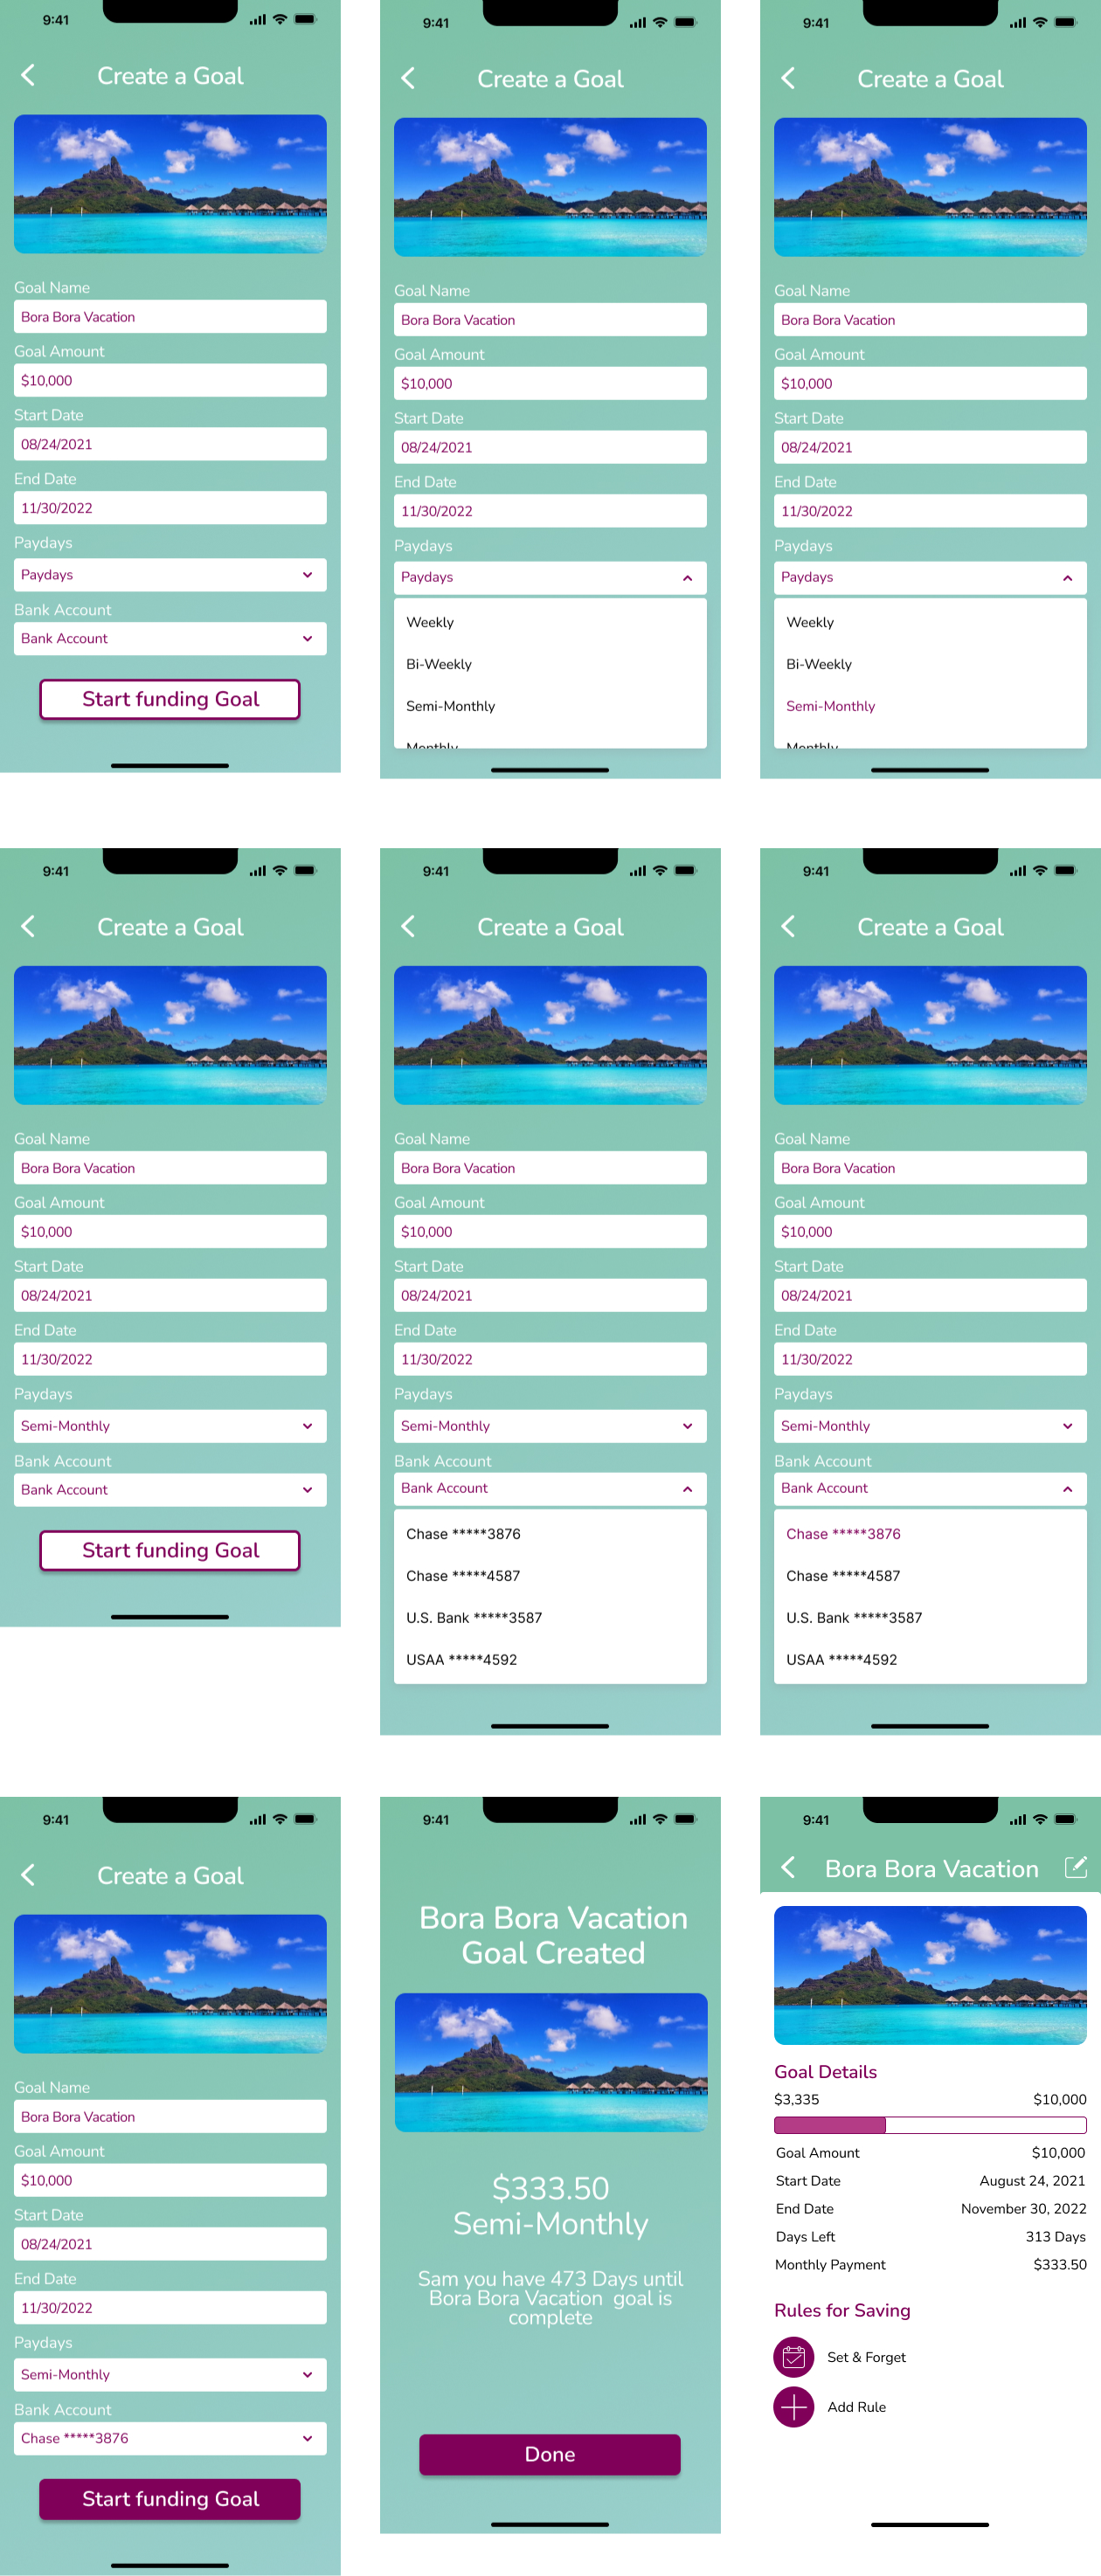 9:41
Create a Goal
Goal Name
Bora Bora Vacation
Goal Amount
$10,000
Start Date
08/24/2021
End Date
11/30/2022
Paydays
Paydays
Bank Account
Bank Account
Start funding Goal
9:41
Create a Goal
Goal Name
Bora Bora Vacation
Goal Amount
$10,000
Start Date
08/24/2021
End Date
11/30/2022
Paydays
Paydays
Weekly
Bi-Weekly
Semi-Monthly
Monthly
9:41
Create a Goal
Goal Name
Bora Bora Vacation
Goal Amount
$10,000
Start Date
08/24/2021
End Date
11/30/2022
Paydays
Paydays
Weekly
Bi-Weekly
Semi-Monthly
Monthly
9:41
Create a Goal
Goal Name
Bora Bora Vacation
Goal Amount
$10,000
Start Date
08/24/2021
End Date
11/30/2022
Paydays
Semi-Monthly
Bank Account
Bank Account
Start funding Goal
9:41
Create a Goal
Goal Name
Bora Bora Vacation
Goal Amount
$10,000
Start Date
08/24/2021
End Date
11/30/2022
Paydays
Semi-Monthly
Bank Account
Bank Account
Chase *****3876
Chase *****4587
U.S. Bank *****3587
USAA *****4592
9:41
Create a Goal
Goal Name
Bora Bora Vacation
Goal Amount
$10,000
Start Date
08/24/2021
End Date
11/30/2022
Paydays
Semi-Monthly
Bank Account
Bank Account
Chase *****3876
Chase *****4587
U.S. Bank *****3587
USAA *****4592
9:41
Create a Goal
Goal Name
Bora Bora Vacation
Goal Amount
$10,000
Start Date
08/24/2021
End Date
11/30/2022
Paydays
Semi-Monthly
Bank Account
Chase *****3876
Start funding Goal
9:41
Bora Bora Vacation
Goal Created
$333.50
Semi-Monthly
Sam you have 473 Days until
Bora Bora Vacation goal is
complete
Done
9:41
Bora Bora Vacation
Goal Details
$3,335 $10,000
Goal Amount $10,000
Start Date August 24, 2021
End Date November 30, 2022
Days Left 313 Days
Monthly Payment $333.50
Rules for Saving
Set & Forget
Add Rule